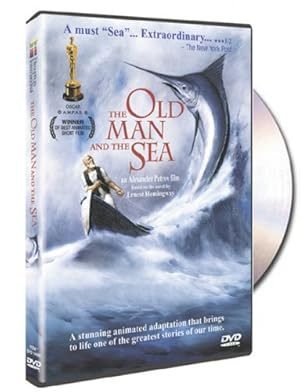 A must "Sea"... Extraordinary...
– The New York Post
OSCAR
AMPAS
WINNER
OF BEST ANIMATED
SHORT FILM
THE OLD
MAN
AND THE
SEA
an Alexander Petrov film
Based on the novel by
Ernest Hemingway
THE OLD MAN AND THE SEA
A stunning animated adaptation that brings
to life one of the greatest stories of our time.
DVD
DVD